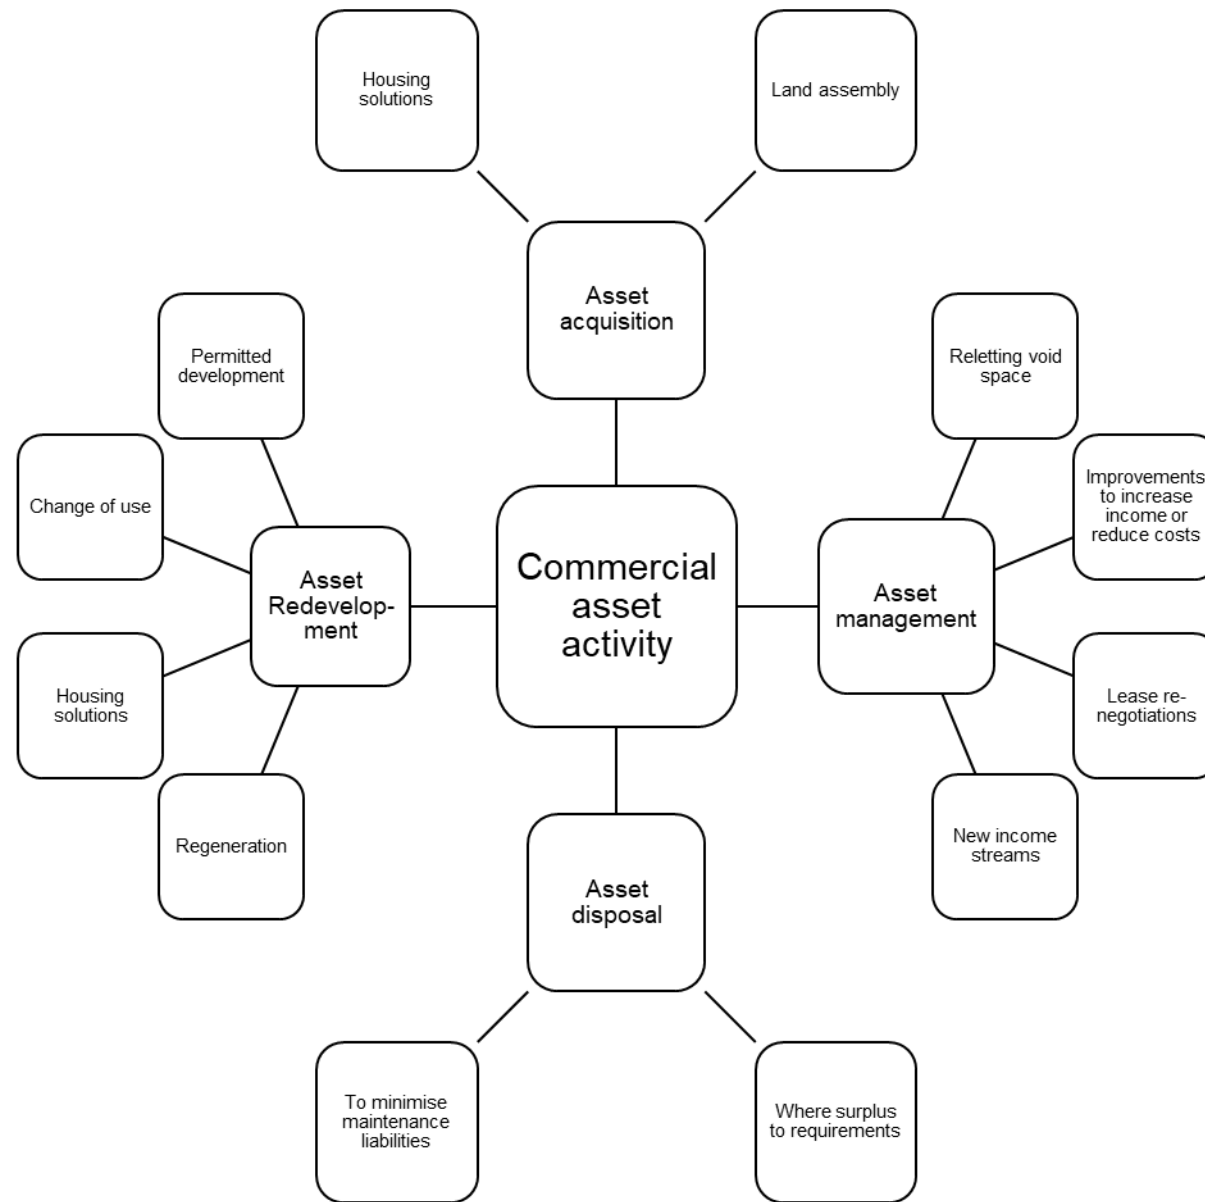 Housing
solutions
Land assembly
Asset
acquisition
Permitted
development
Reletting void
space
Change of use
Improvements
to increase
income or
reduce costs
Commercial
asset
activity
Asset
Redevelop-
ment
Asset
management
Housing
solutions
Lease re-
negotiations
Regeneration
New income
streams
Asset
disposal
To minimise
maintenance
liabilities
Where surplus
to requirements